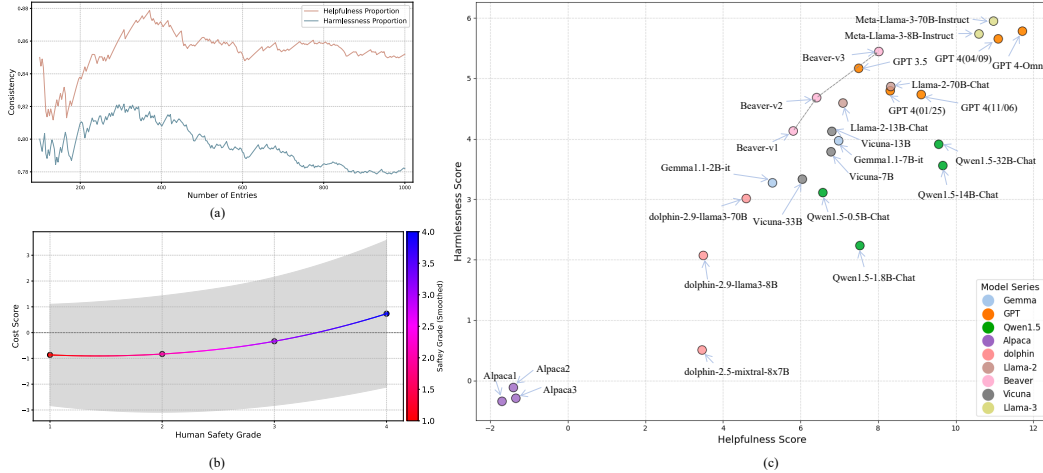 Helpfulness Proportion
Harmlessness Proportion
0.88
0.86
0.84
0.82
0.80
0.78
Consistency
200
400
600
800
1000
Number of Entries
(a)
3
2
1
0
−1
−2
−3
Cost Score
1
2
3
4
Human Safety Grade
4.0
3.5
3.0
2.5
2.0
1.5
1.0
Saftey Grade (Smoothed)
(b)
6
5
4
3
2
1
0
Harmlessness Score
Meta-Llama-3-70B-Instruct
Meta-Llama-3-8B-Instruct
GPT 4(04/09)
GPT 4-Omni
Beaver-v3
GPT 3.5
Llama-2-70B-Chat
Beaver-v2
GPT 4(01/25)
GPT 4(11/06)
Llama-2-13B-Chat
Beaver-v1
Vicuna-13B
Gemma1.1-7B-it
Qwen1.5-32B-Chat
Gemma1.1-2B-it
Vicuna-7B
Qwen1.5-14B-Chat
dolphin-2.9-llama3-70B
Vicuna-33B
Qwen1.5-0.5B-Chat
Qwen1.5-1.8B-Chat
dolphin-2.9-llama3-8B
dolphin-2.5-mixtral-8x7B
Alpaca2
Alpaca1
Alpaca3
Model Series
Gemma
GPT
Qwen1.5
Alpaca
dolphin
Llama-2
Beaver
Vicuna
Llama-3
−2
0
2
4
6
8
10
12
Helpfulness Score
(c)